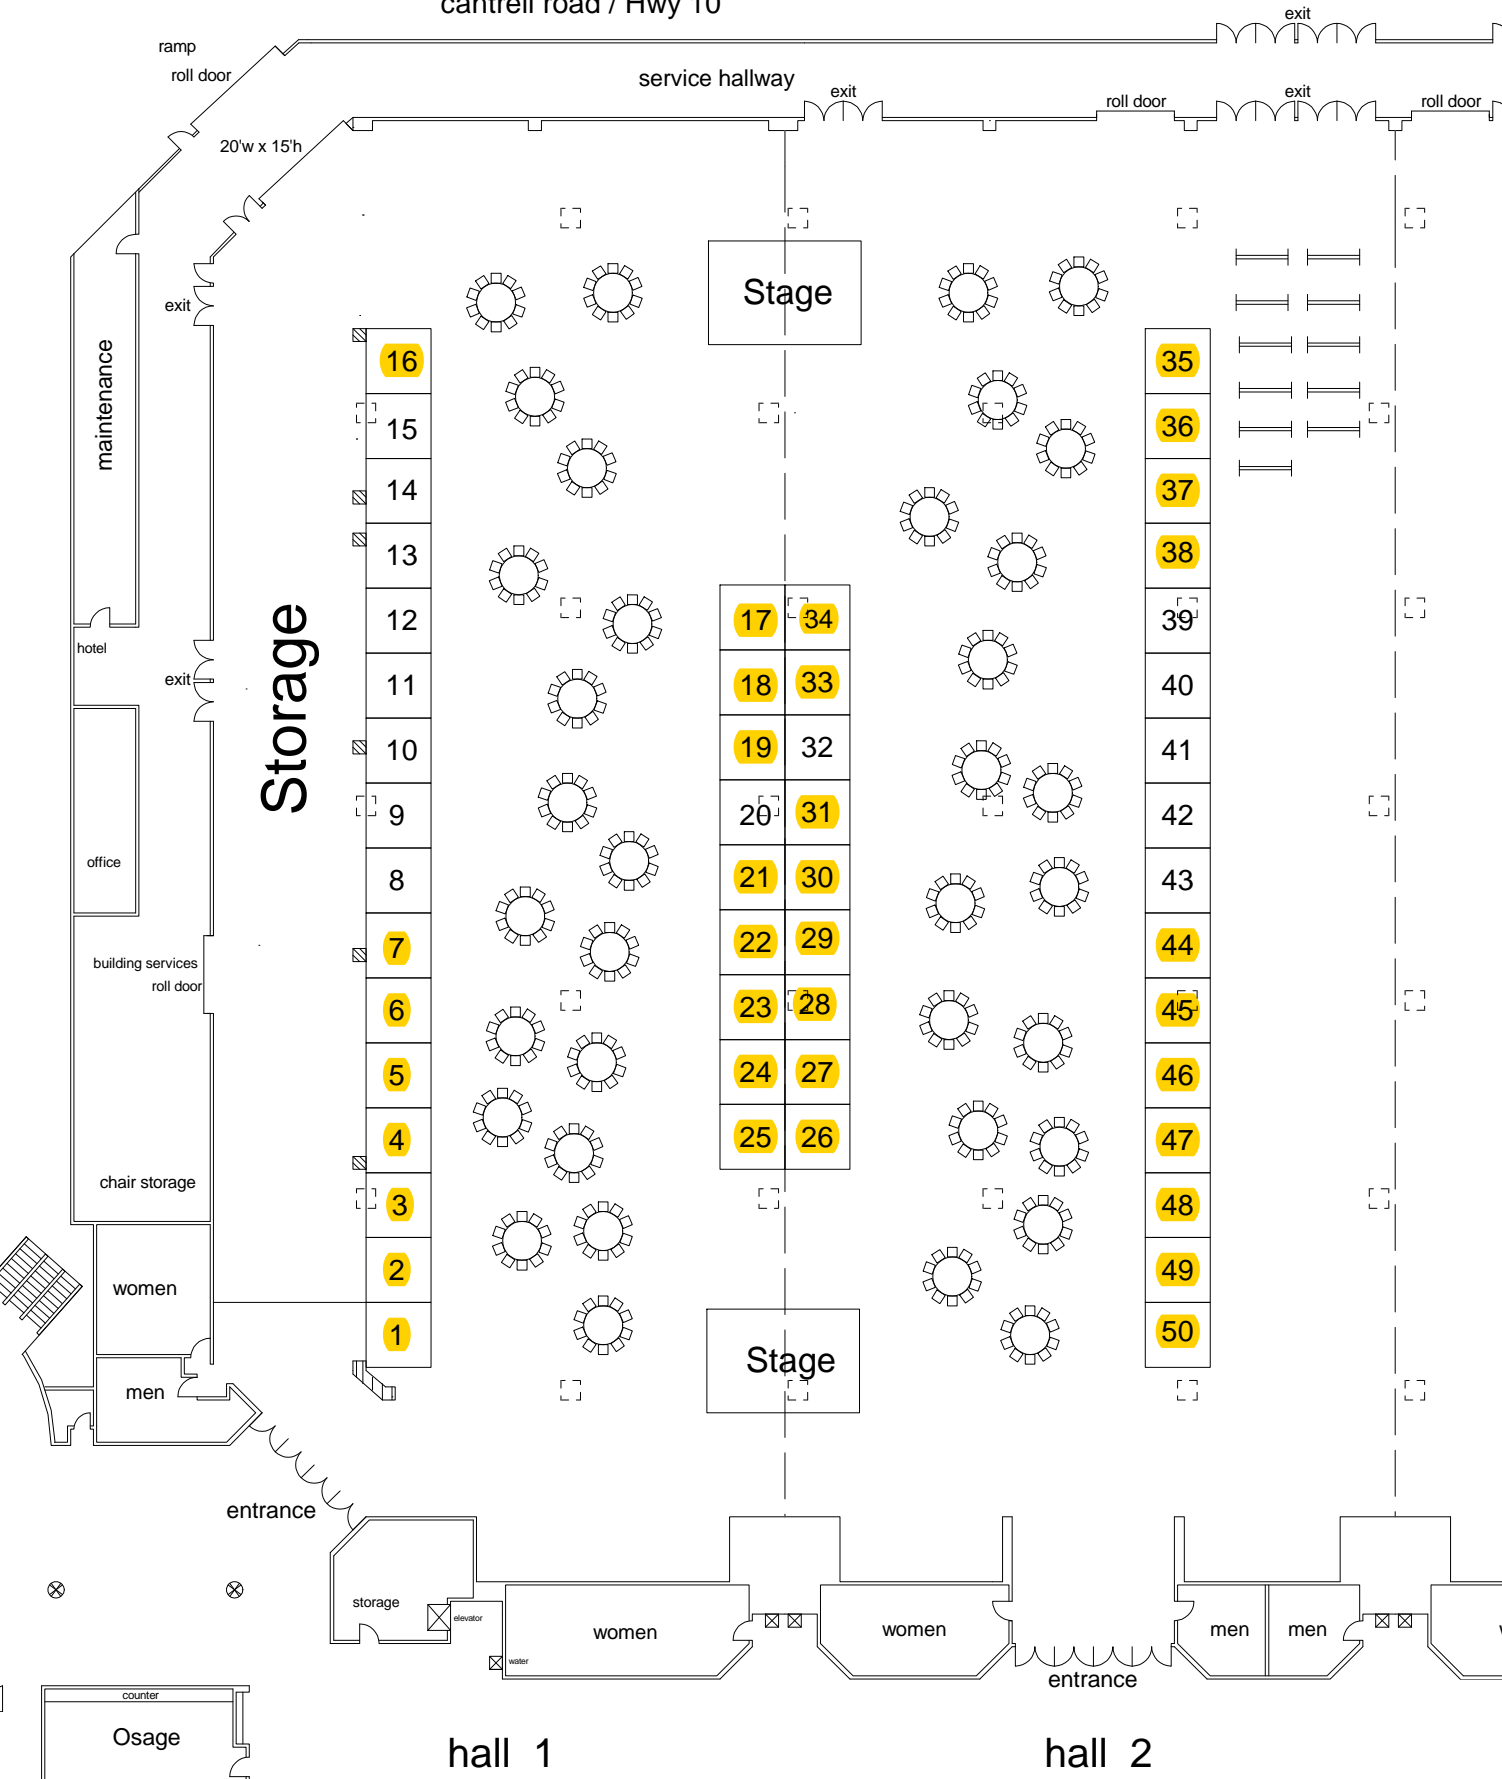 cantrell road / Hwy 10
exit
ramp
roll door
service hallway
exit
roll door
exit
roll door
20'w x 15'h
Stage
Stage
exit
maintenance
16
15
14
13
12
11
10
9
8
7
6
5
4
3
2
1
35
36
37
38
39
40
41
42
43
44
45
46
47
48
49
50
17 34
18 33
19 32
20 31
21 30
22 29
23 28
24 27
25 26
Storage
hotel
exit
office
building services
roll door
chair storage
women
men
entrance
storage
elevator
water
women
women
men
men
entrance
counter
Osage
hall 1
hall 2